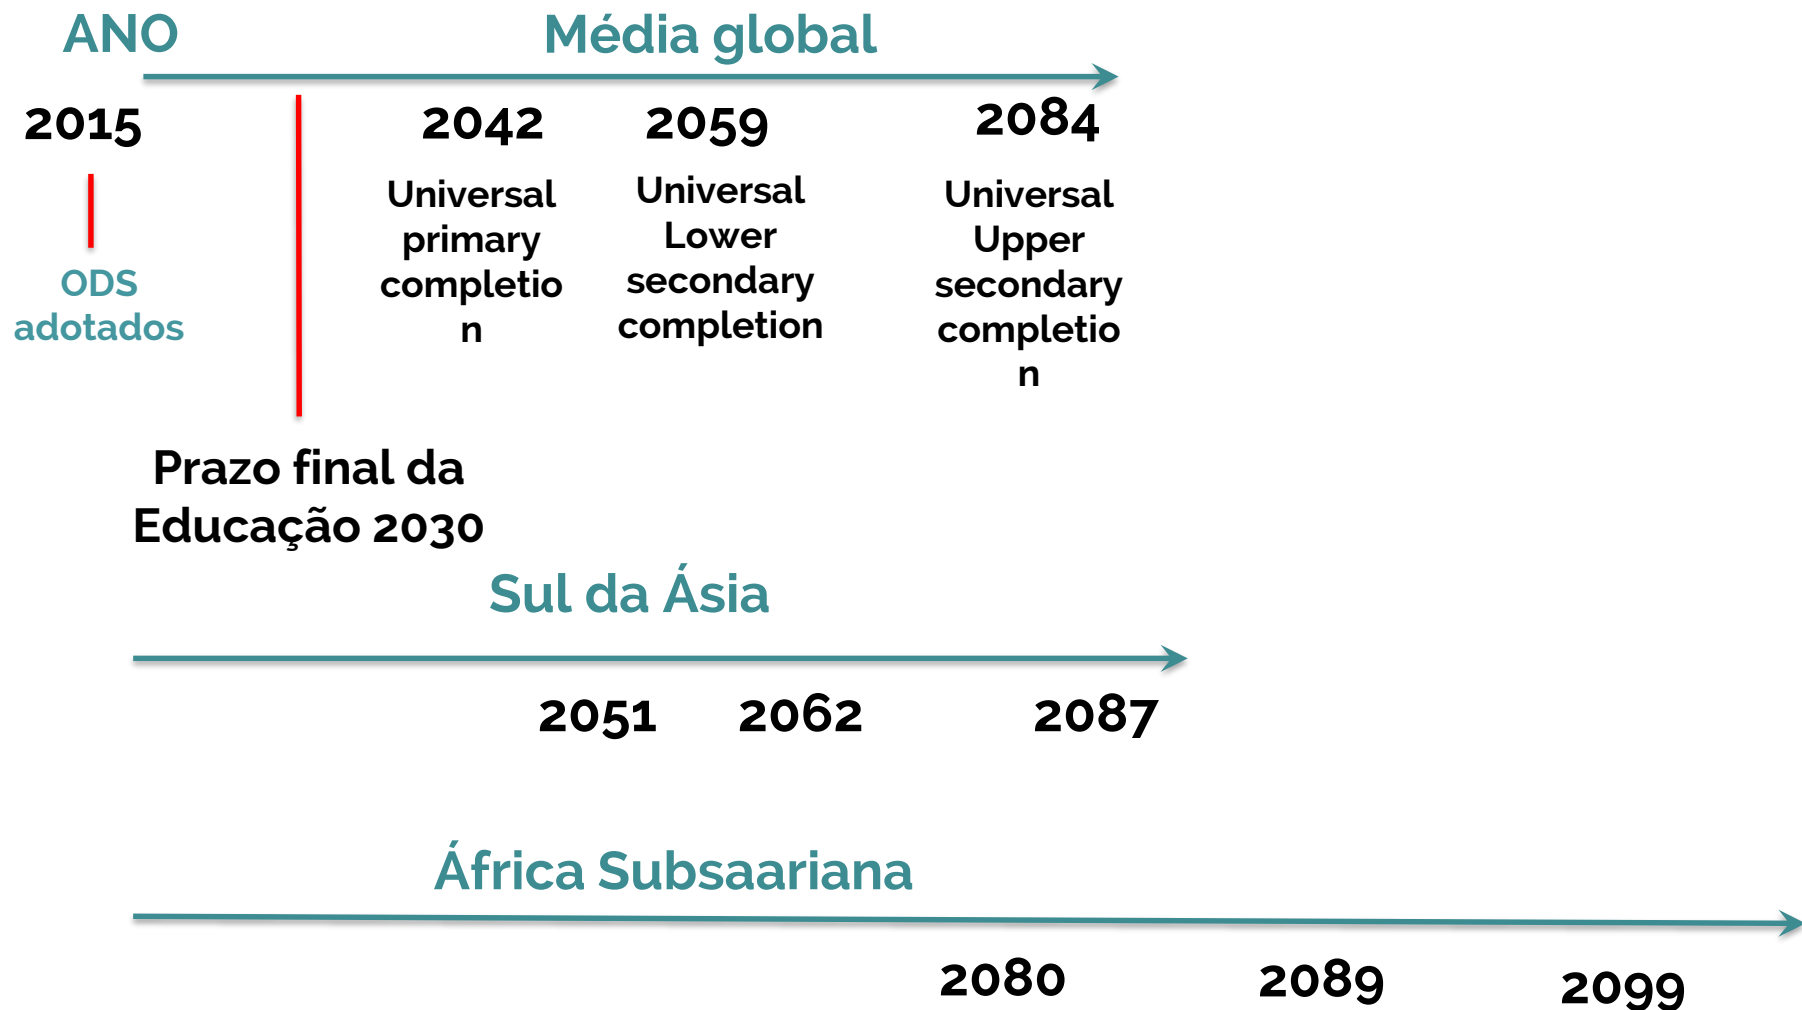 ANO
Média global
2015
2042
2059
2084
ODS
adotados
Universal
primary
completio
n
Universal
Lower
secondary
completion
Universal
Upper
secondary
completio
n
Prazo final da
Educação 2030
Sul da Ásia
2051
2062
2087
África Subsaariana
2080
2089
2099